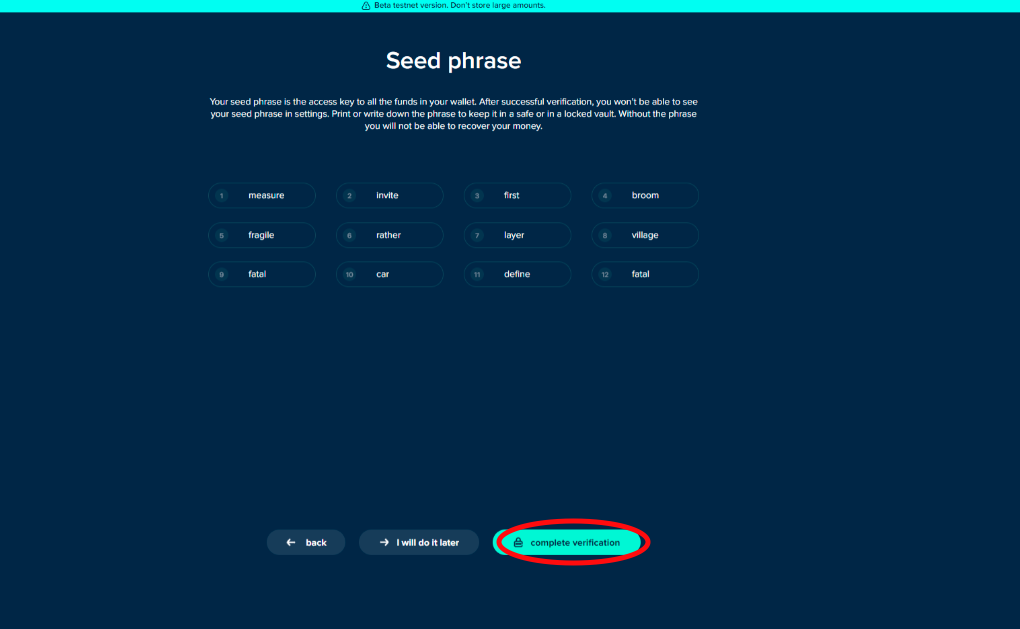 Beta testnet version. Don't store large amounts.
Seed phrase
Your seed phrase is the access key to all the funds in your wallet. After successful verification, you won't be able to see
your seed phrase in settings. Print or write down the phrase to keep it in a safe or in a locked vault. Without the phrase
you will not be able to recover your money.
1 measure 2 invite 3 first 4 broom
5 fragile 6 rather 7 layer 8 village
9 fatal 10 car 11 define 12 fatal
back I will do it later complete verification